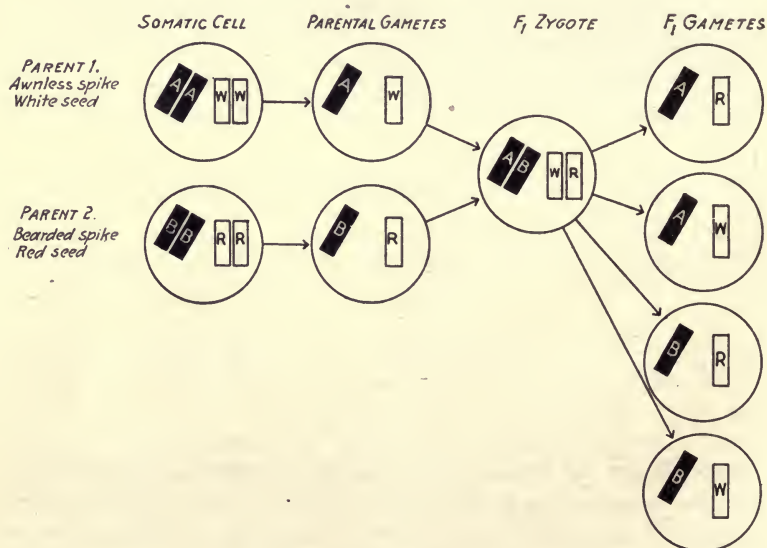 SOMATIC CELL PARENTAL GAMETES F1 ZYGOTE F1 GAMETES
PARENT 1.
Awnless spike
White seed
A A W W
A W
A B W R
A R
A W
PARENT 2.
Bearded spike
Red seed
B B R R
B R
B R
B W